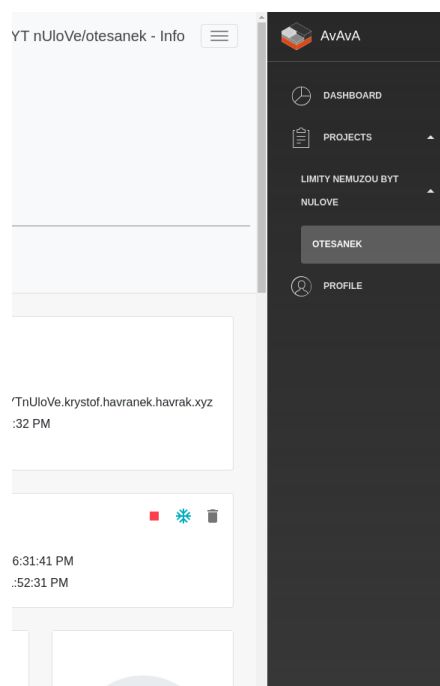 YT nUloVe/otesanek - Info
AvAvA
DASHBOARD
PROJECTS
LIMITY NEMUZOU BYT
NULOVE
OTESANEK
PROFILE
YTnUloVe.krystof.havranek.havrak.xyz
:32 PM
6:31:41 PM
:52:31 PM